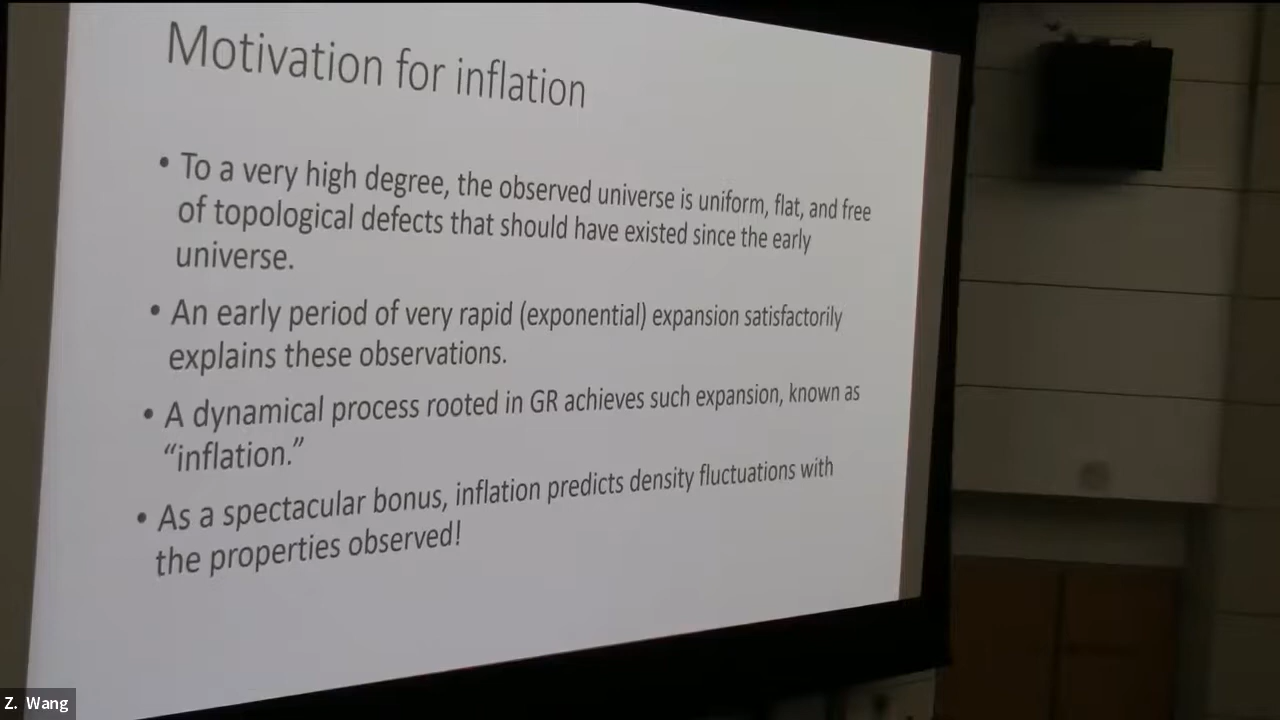 Motivation for inflation
• To a very high degree, the observed universe is uniform, flat, and free
of topological defects that should have existed since the early
universe.
• An early period of very rapid (exponential) expansion satisfactorily
explains these observations.
• A dynamical process rooted in GR achieves such expansion, known as
“inflation.”
• As a spectacular bonus, inflation predicts density fluctuations with
the properties observed!
Z. Wang